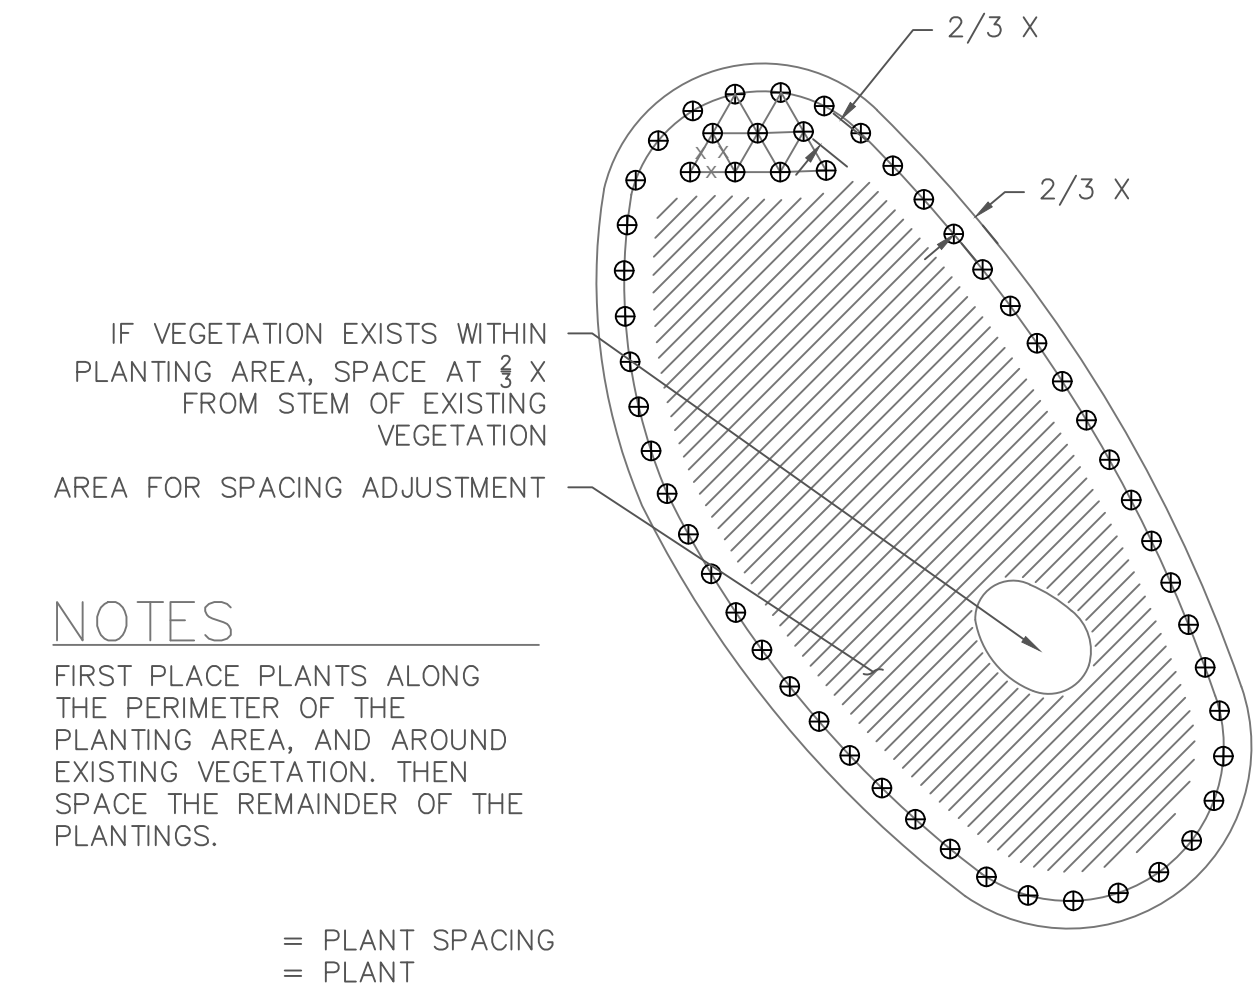 2/3 X
2/3 X
X X
X
IF VEGETATION EXISTS WITHIN
PLANTING AREA, SPACE AT 2/3 X
FROM STEM OF EXISTING
VEGETATION
AREA FOR SPACING ADJUSTMENT
NOTES
FIRST PLACE PLANTS ALONG
THE PERIMETER OF THE
PLANTING AREA, AND AROUND
EXISTING VEGETATION. THEN
SPACE THE REMAINDER OF THE
PLANTINGS.
= PLANT SPACING
= PLANT